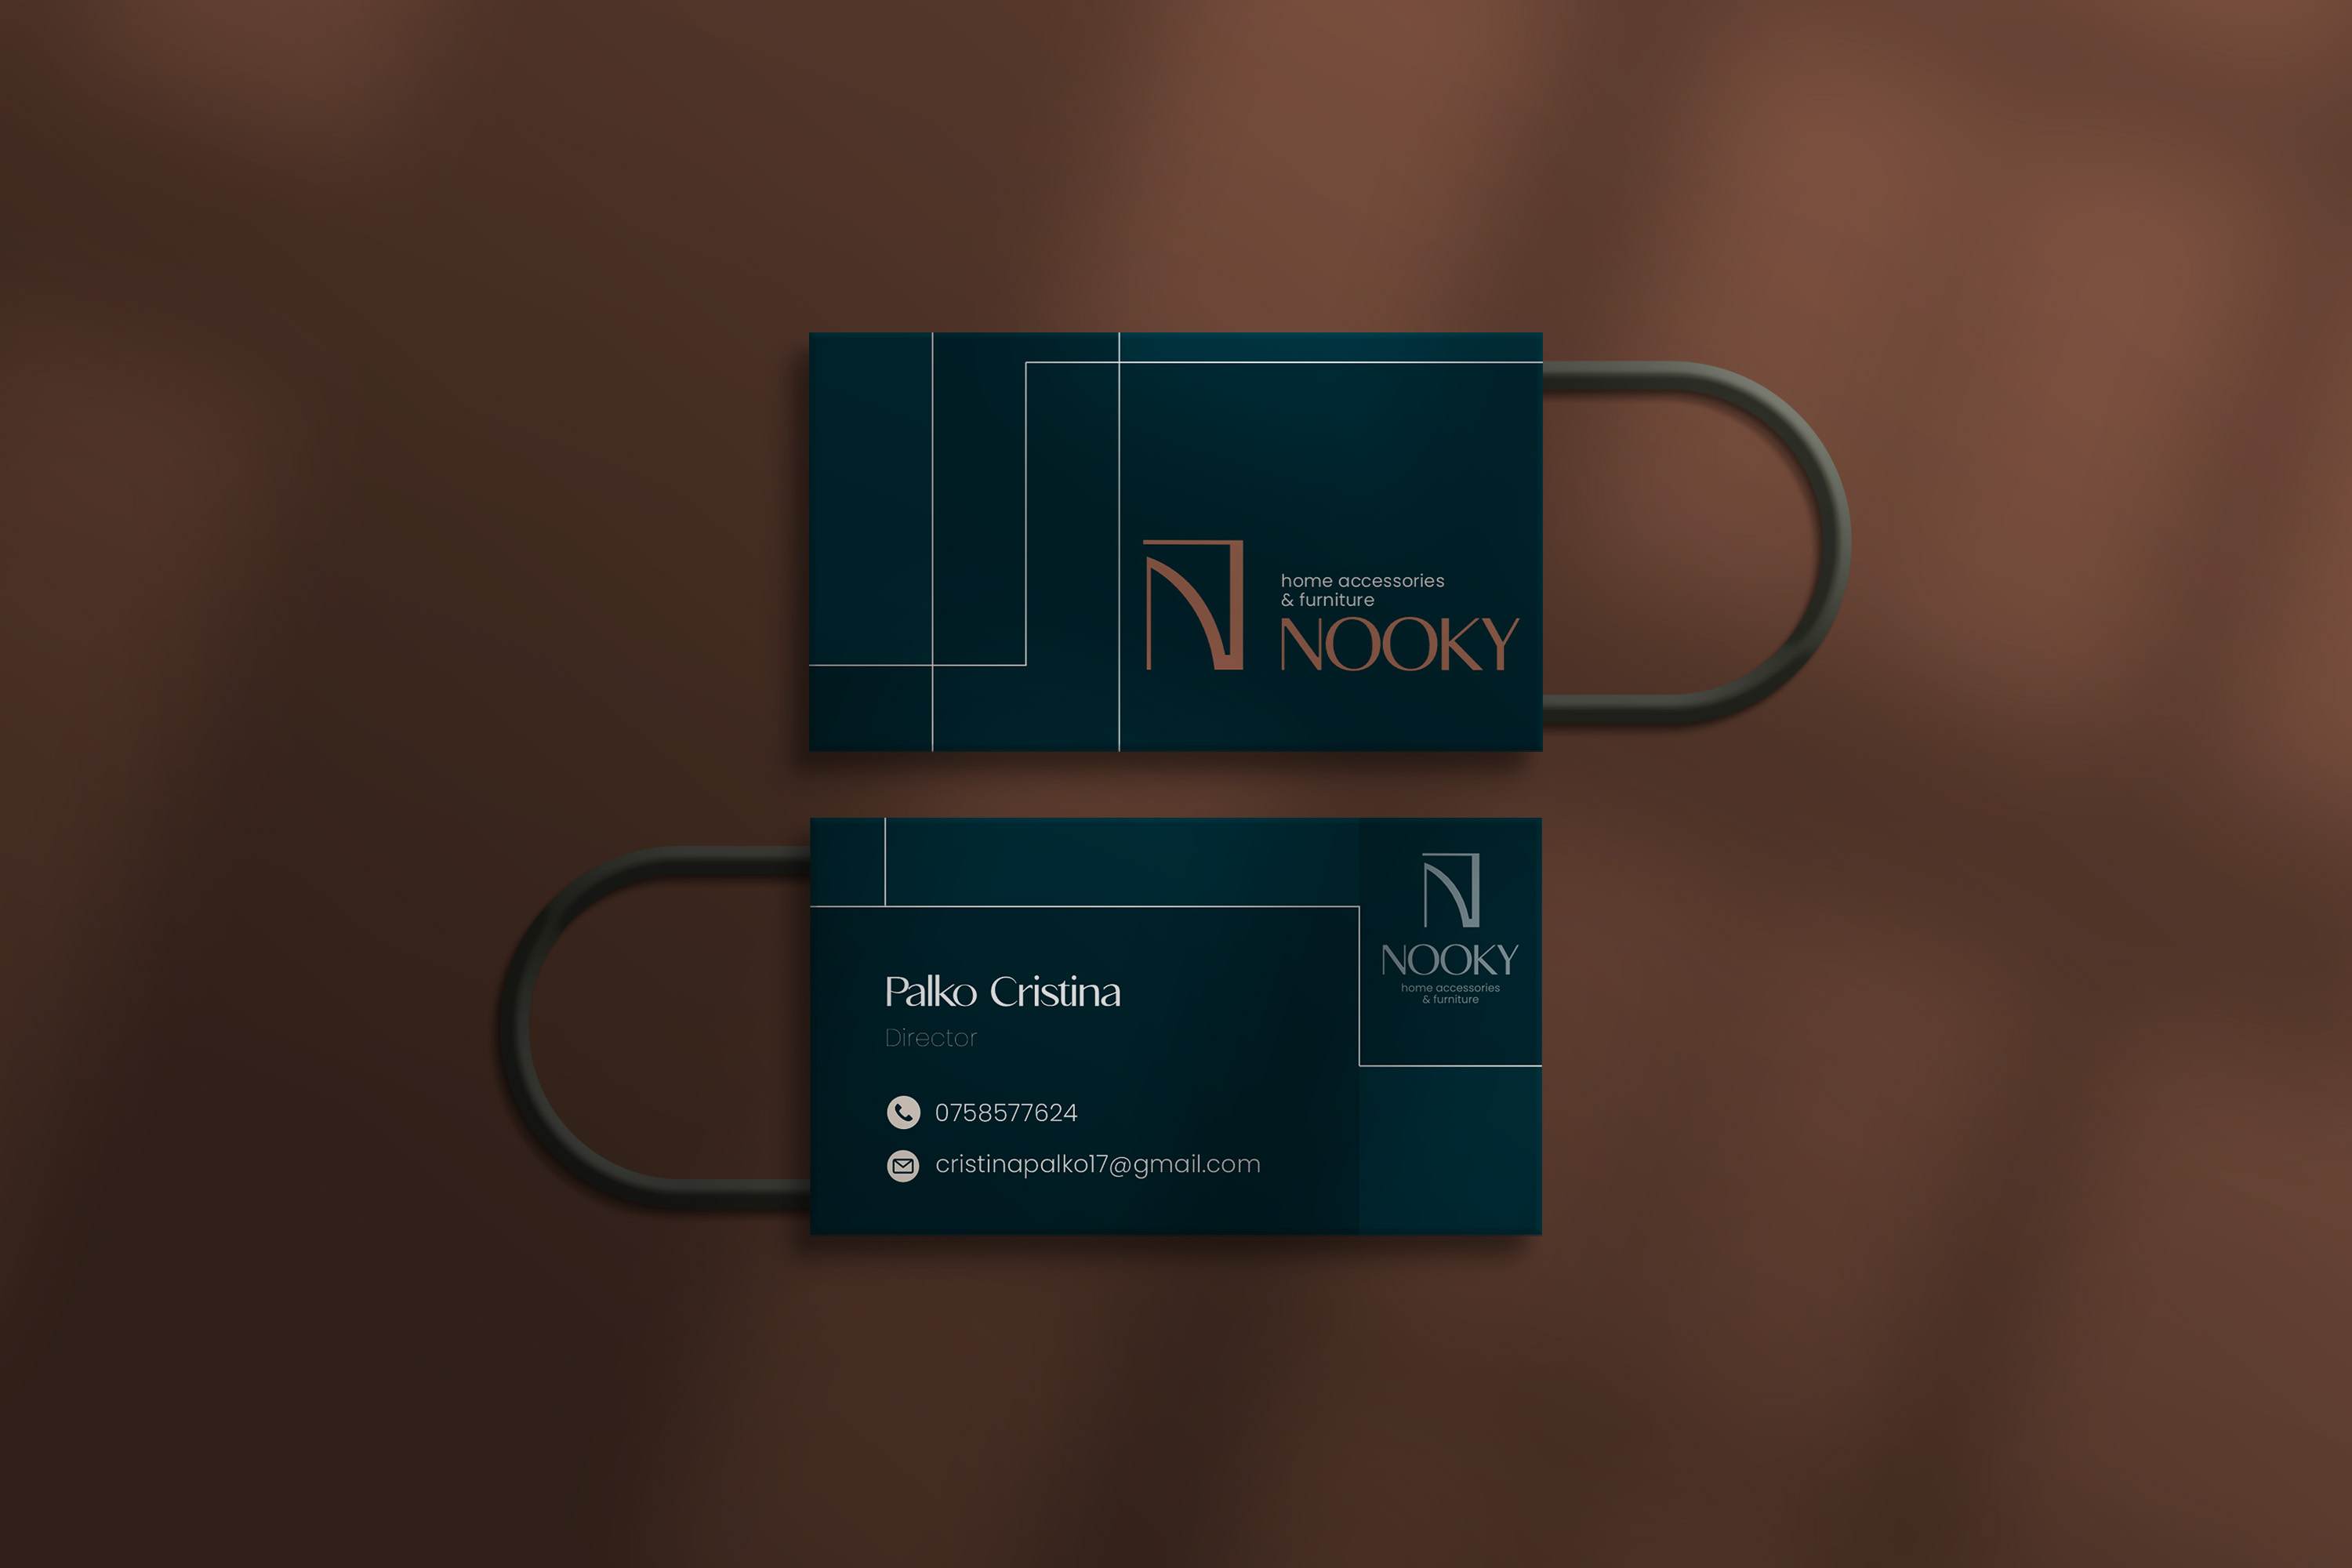 home accessories
& furniture
NOOKY
Palko Cristina
Director
0758577624
cristinapalko17@gmail.com
NOOKY
home accessories
& furniture